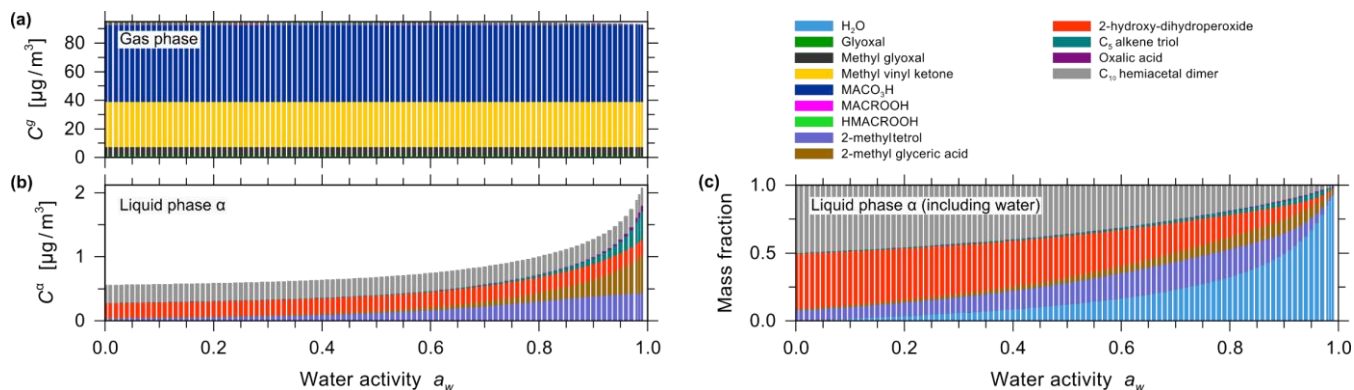 (a)
Gas phase
80
60
40
20
0
Cᵍ [µg / m³]
(b)
Liquid phase α
2
1
0
Cᵅ [µg / m³]
0.0 0.2 0.4 0.6 0.8 1.0
Water activity a_w
H₂O
Glyoxal
Methyl glyoxal
Methyl vinyl ketone
MACO₃H
MACROOH
HMACROOH
2-methyltetrol
2-methyl glyceric acid
2-hydroxy-dihydroperoxide
C₅ alkene triol
Oxalic acid
C₁₀ hemiacetal dimer
(c)
Liquid phase α (including water)
1.0
0.5
0.0
Mass fraction
0.0 0.2 0.4 0.6 0.8 1.0
Water activity a_w